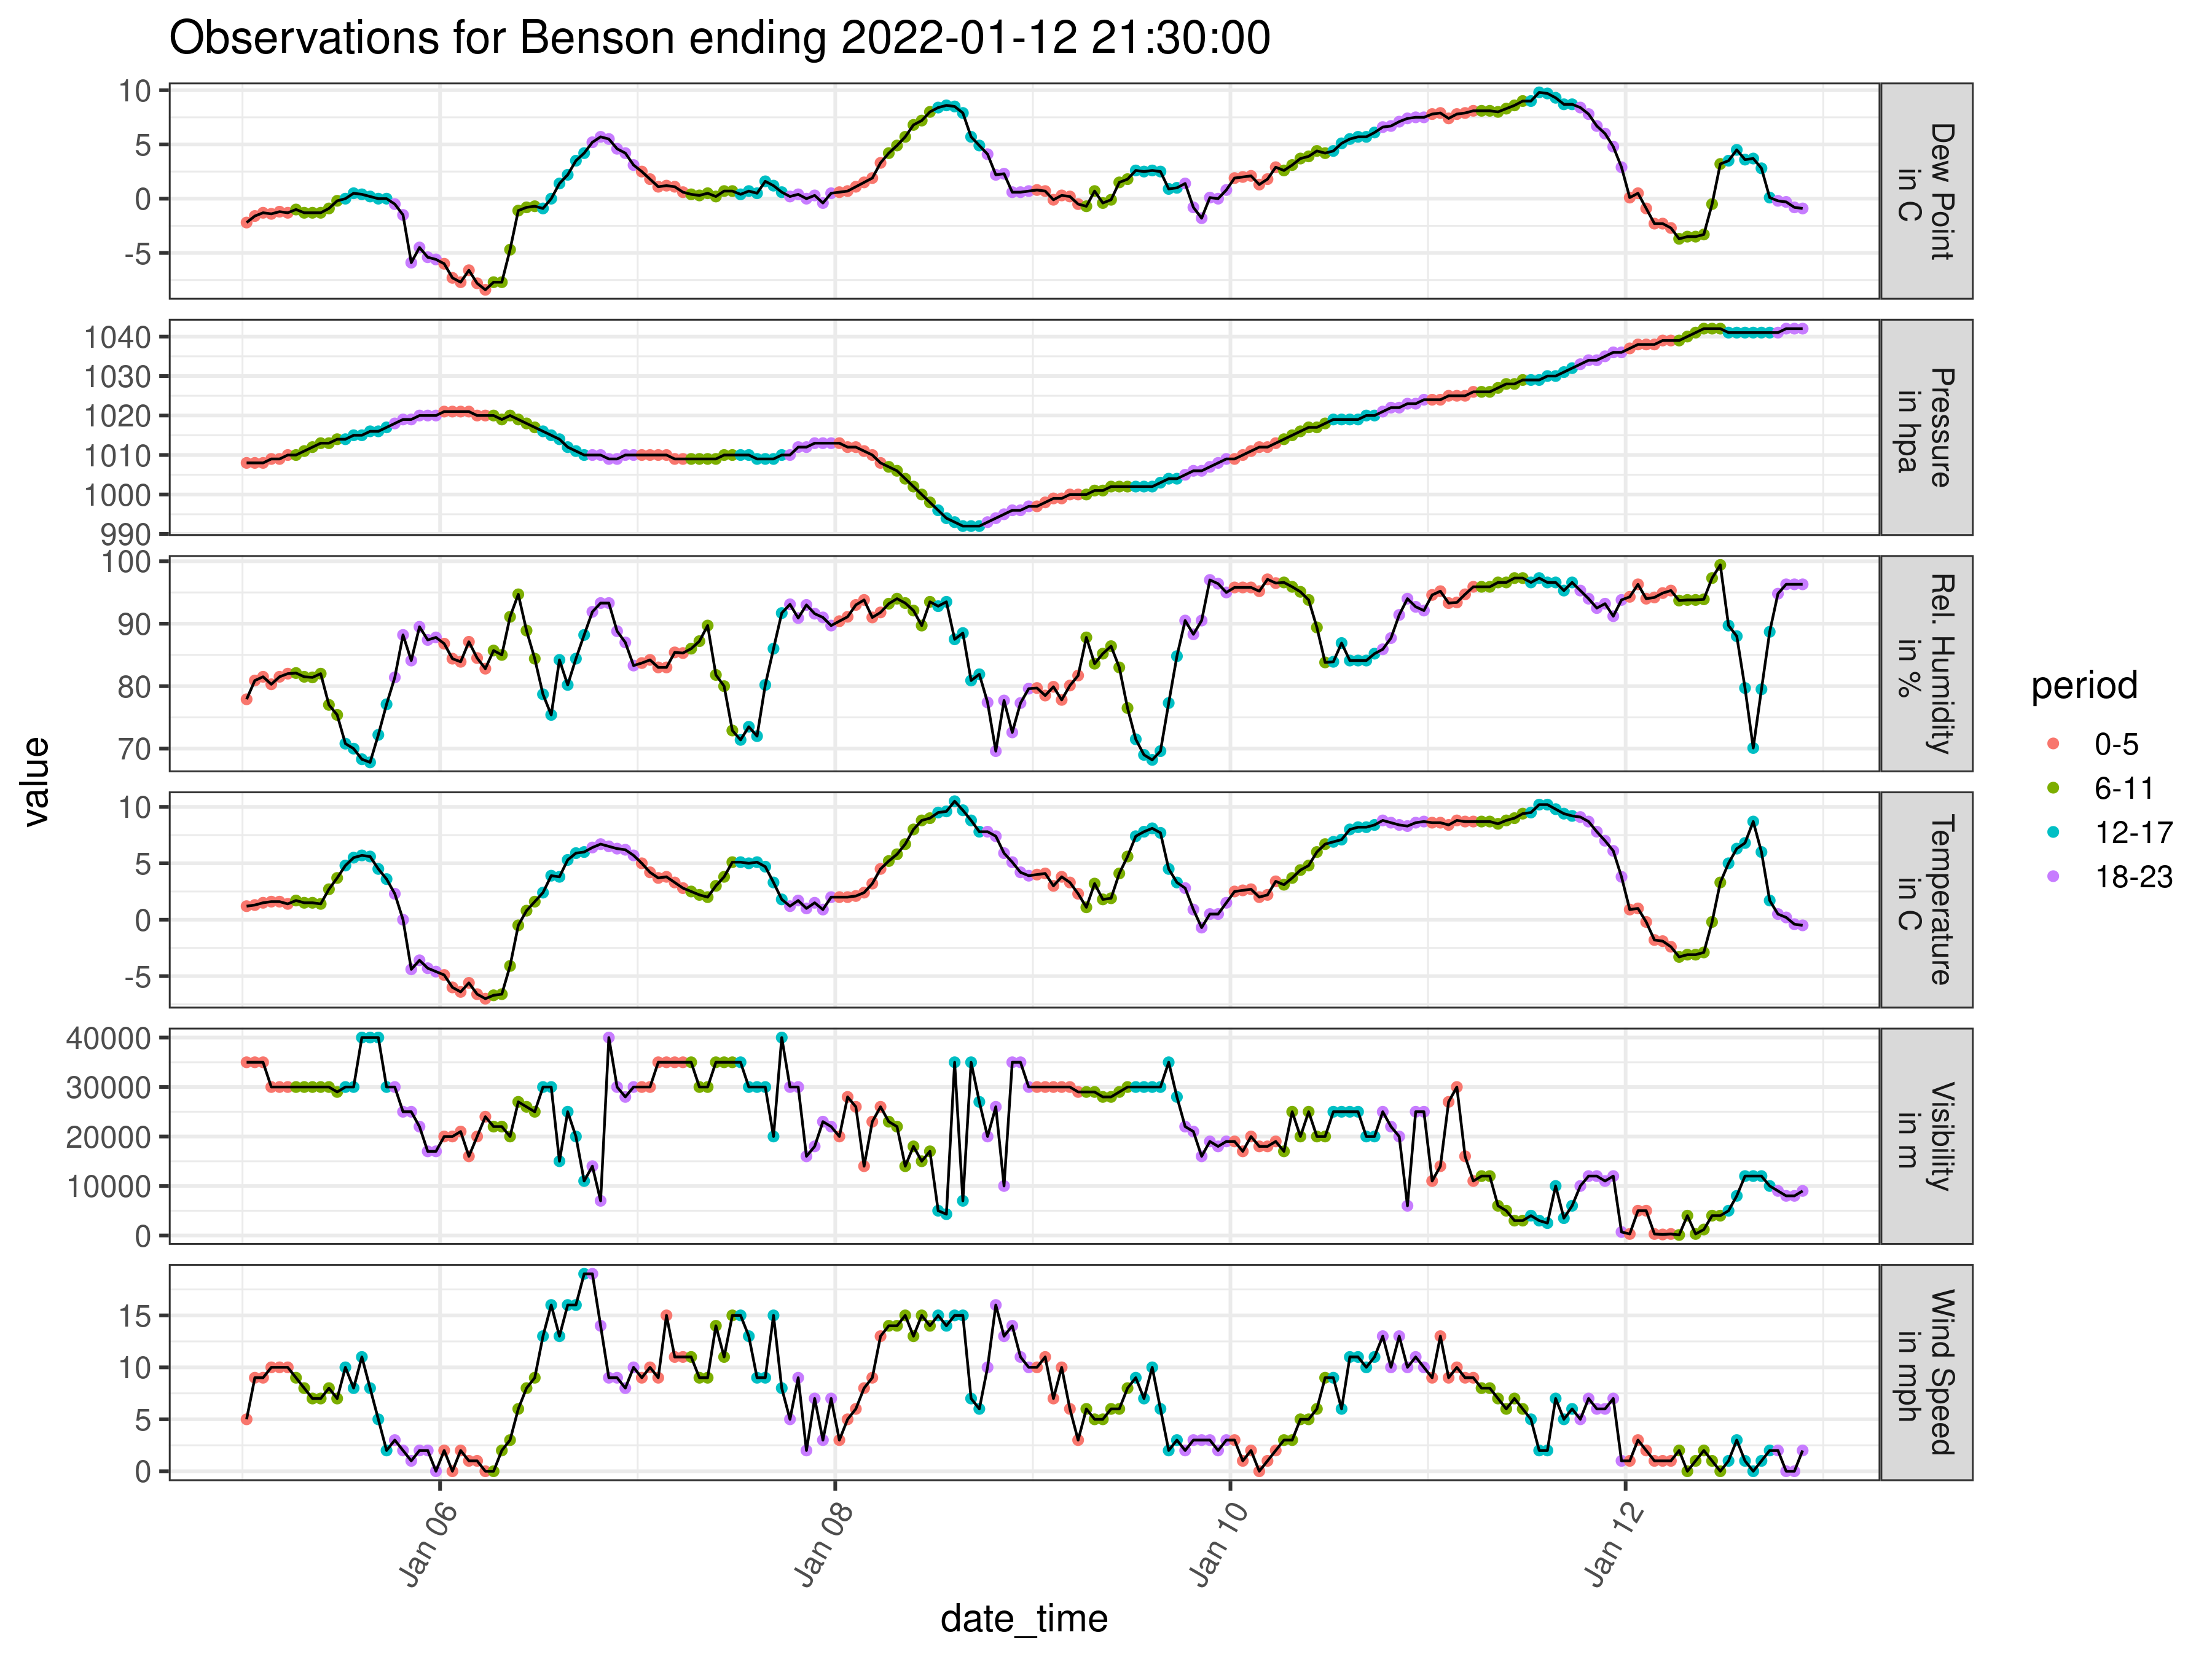 Observations for Benson ending 2022-01-12 21:30:00
value
10
5
0
-5
Dew Point
in C
1040
1030
1020
1010
1000
990
Pressure
in hpa
100
90
80
70
Rel. Humidity
in %
10
5
0
-5
Temperature
in C
40000
30000
20000
10000
0
Visibility
in m
15
10
5
0
Wind Speed
in mph
Jan 06
Jan 08
Jan 10
Jan 12
date_time
period
0-5
6-11
12-17
18-23